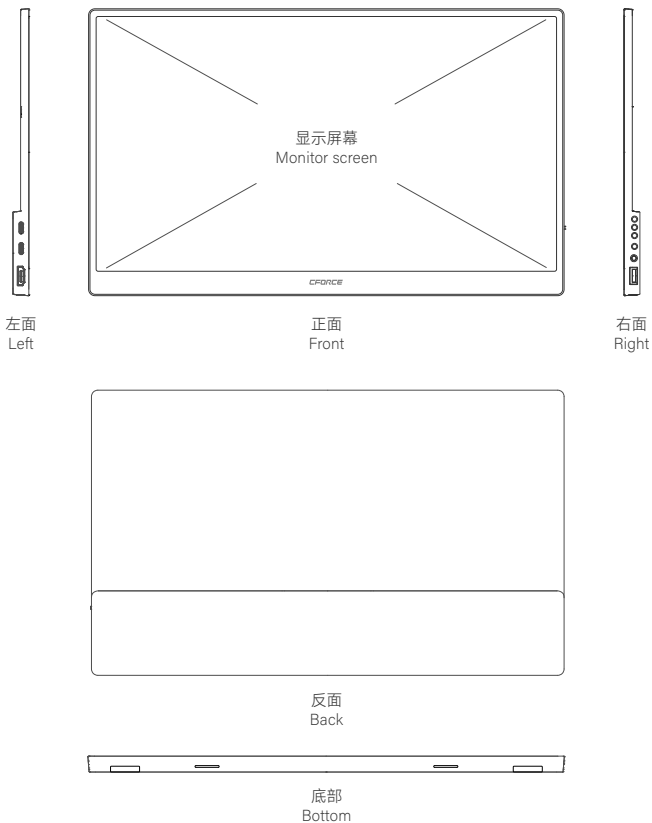 显示屏幕
Monitor screen
CFORCE
左面
Left
正面
Front
右面
Right
反面
Back
底部
Bottom